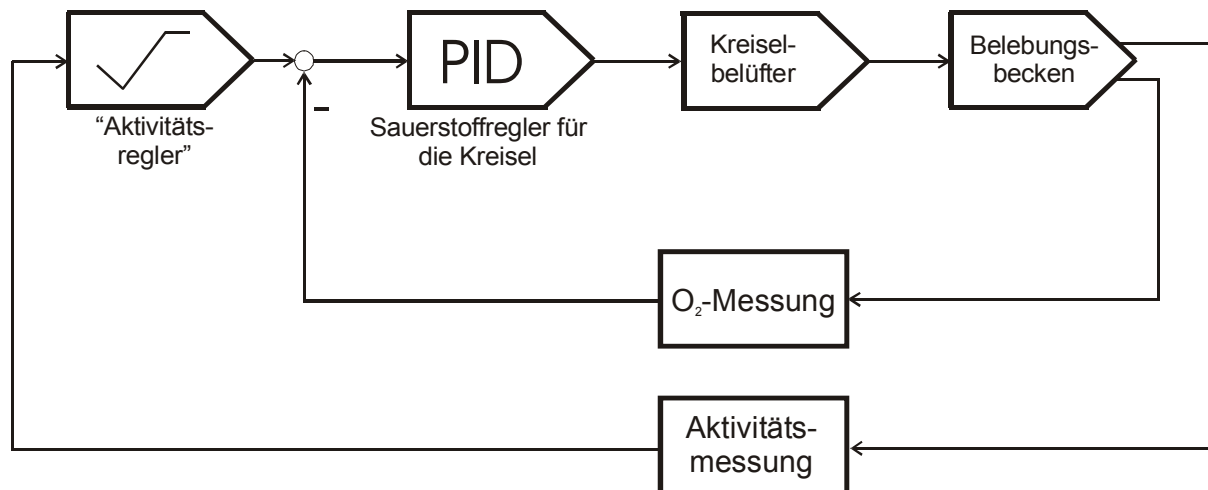 “Aktivitäts-
regler”
PID
Sauerstoffregler für
die Kreisel
Kreisel-
belüfter
Belebungs-
becken
–
O₂-Messung
Aktivitäts-
messung